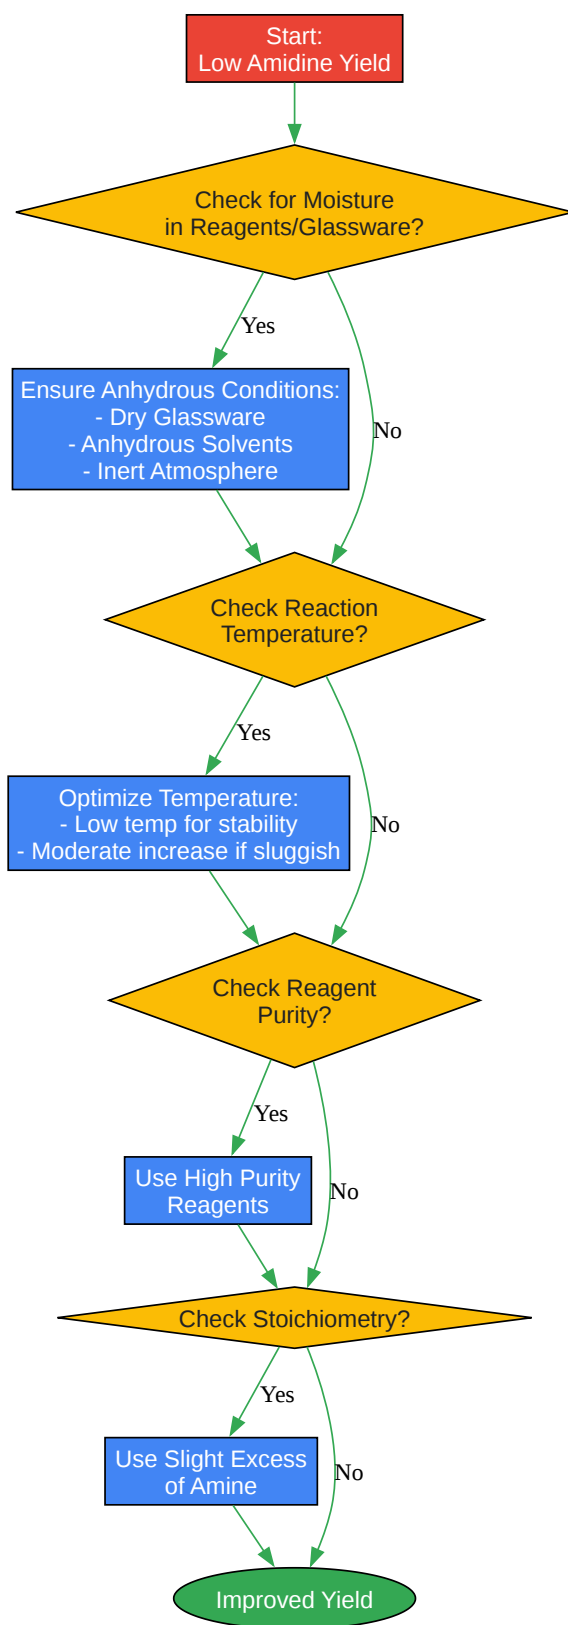 Start:
Low Amidine Yield
Check for Moisture
in Reagents/Glassware?
Yes
Ensure Anhydrous Conditions:
- Dry Glassware
- Anhydrous Solvents
- Inert Atmosphere
No
Check Reaction
Temperature?
Yes
Optimize Temperature:
- Low temp for stability
- Moderate increase if sluggish
No
Check Reagent
Purity?
Yes
Use High Purity
Reagents
No
Check Stoichiometry?
Yes
Use Slight Excess
of Amine
No
Improved Yield